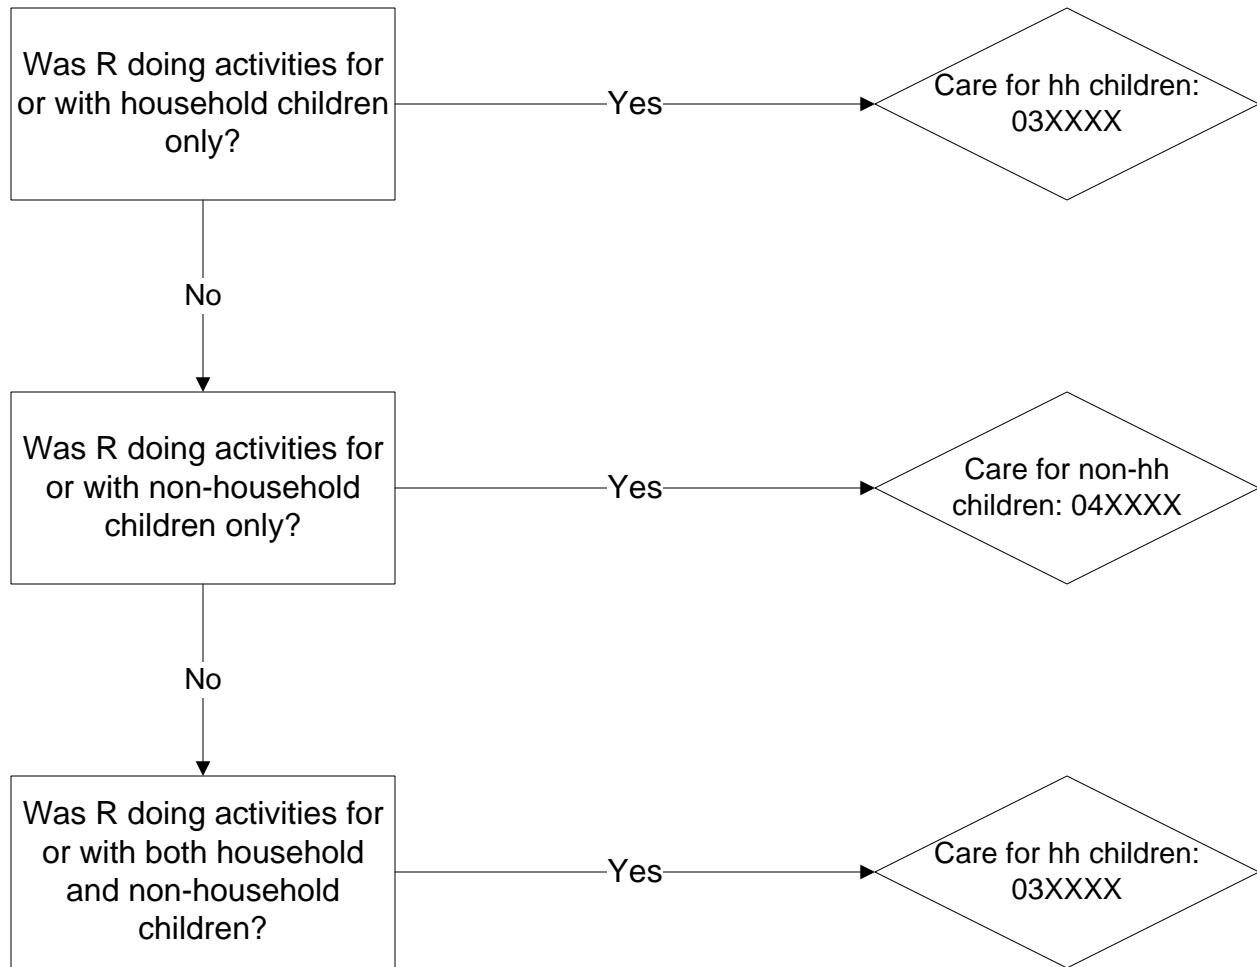 Was R doing activities for
or with household children
only?
Yes
Care for hh children:
03XXXX
No
Was R doing activities for
or with non-household
children only?
Yes
Care for non-hh
children: 04XXXX
No
Was R doing activities for
or with both household
and non-household
children?
Yes
Care for hh children:
03XXXX